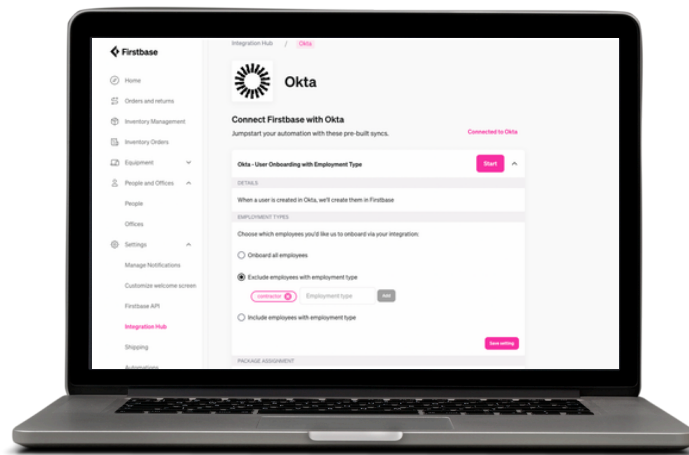 Firstbase
Home
Orders and returns
Inventory Management
Inventory Orders
Equipment
People and Offices
People
Offices
Settings
Manage Notifications
Customize welcome screen
Firstbase API
Integration Hub
Shipping
Automations
Integration Hub / Okta
Okta
Connect Firstbase with Okta
Jumpstart your automation with these pre-built syncs.
Connected to Okta
Okta - User Onboarding with Employment Type
Start
DETAILS
When a user is created in Okta, we'll create them in Firstbase
EMPLOYMENT TYPES
Choose which employees you'd like us to onboard via your integration:
Onboard all employees
Exclude employees with employment type
contractor
Employment type
Add
Include employees with employment type
Save setting
PACKAGE ASSIGNMENT